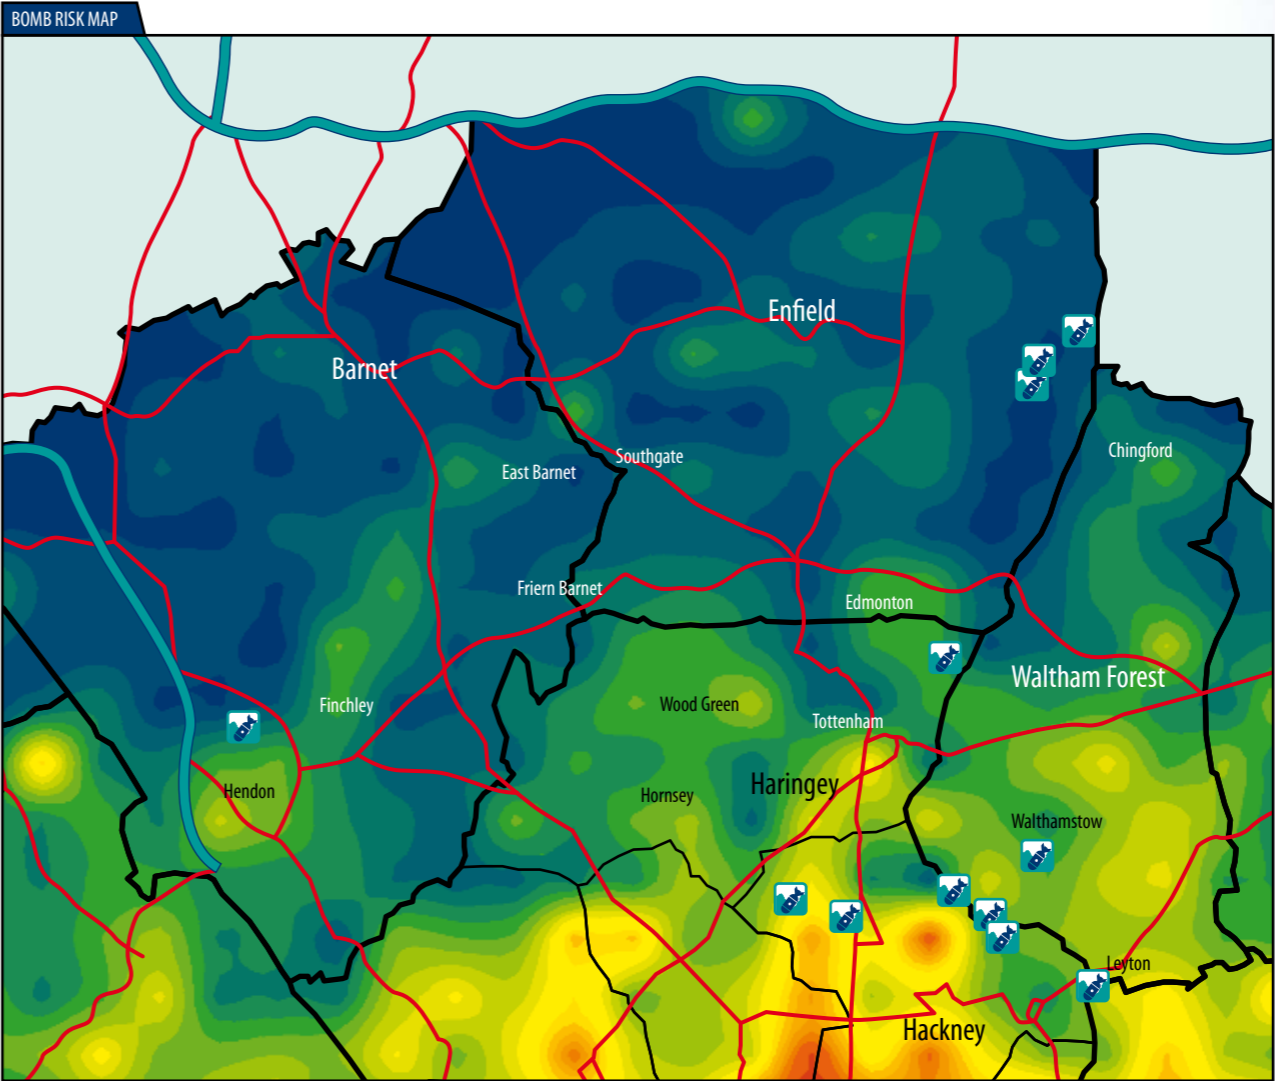 BOMB RISK MAP
Enfield
Barnet
Chingford
Southgate
East Barnet
Friern Barnet
Edmonton
Waltham Forest
Finchley
Wood Green
Tottenham
Haringey
Hendon
Hornsey
Walthamstow
Leyton
Hackney